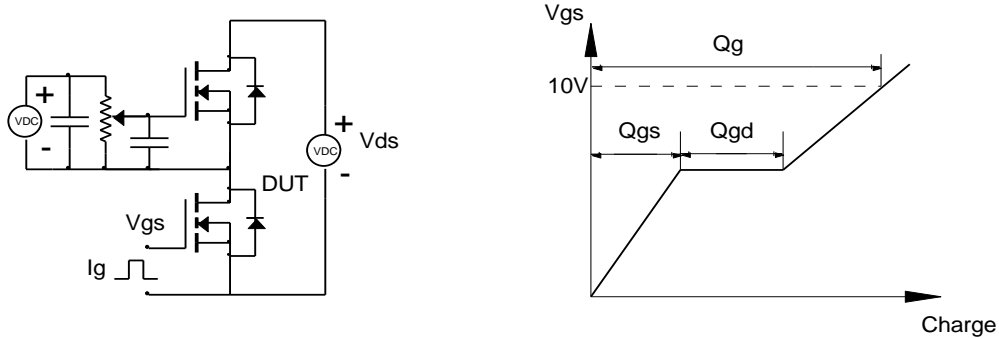 VDC
+
-
DUT
Vgs
Ig
VDC
+
-
Vds
Vgs
Qg
10V
Qgs
Qgd
Charge